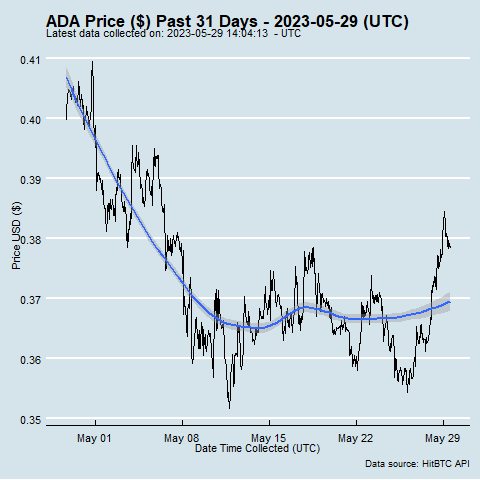 ADA Price ($) Past 31 Days - 2023-05-29 (UTC)
Latest data collected on: 2023-05-29 14:04:13 - UTC
0.41
0.40
0.39
0.38
0.37
0.36
0.35
Price USD ($)
May 01
May 08
May 15
May 22
May 29
Date Time Collected (UTC)
Data source: HitBTC API